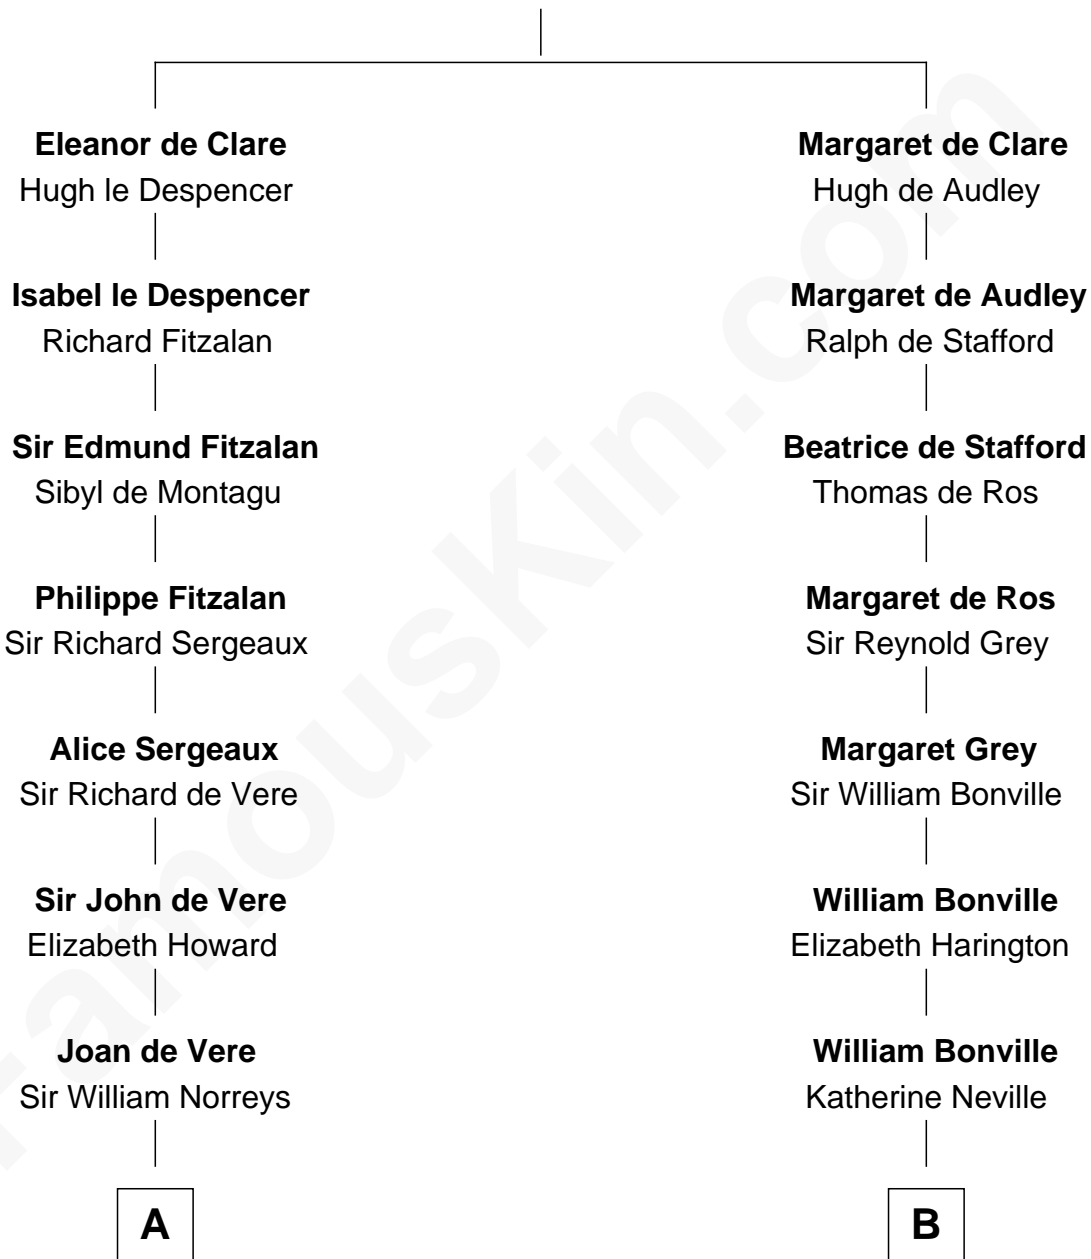 Eleanor de Clare
Hugh le Despencer
Isabel le Despencer
Richard Fitzalan
Sir Edmund Fitzalan
Sibyl de Montagu
Philippe Fitzalan
Sir Richard Sergeaux
Alice Sergeaux
Sir Richard de Vere
Sir John de Vere
Elizabeth Howard
Joan de Vere
Sir William Norreys
A
Margaret de Clare
Hugh de Audley
Margaret de Audley
Ralph de Stafford
Beatrice de Stafford
Thomas de Ros
Margaret de Ros
Sir Reynold Grey
Margaret Grey
Sir William Bonville
William Bonville
Elizabeth Harington
William Bonville
Katherine Neville
B
FamousKin.com